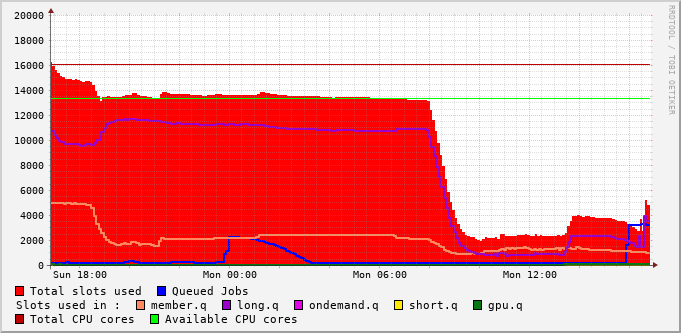 20000
18000
16000
14000
12000
10000
8000
6000
4000
2000
0
Sun 18:00 Mon 00:00 Mon 06:00 Mon 12:00
Total slots used Queued Jobs
Slots used in : member.q long.q ondemand.q short.q gpu.q
Total CPU cores Available CPU cores
RRDTOOL / TOBI OETIKER